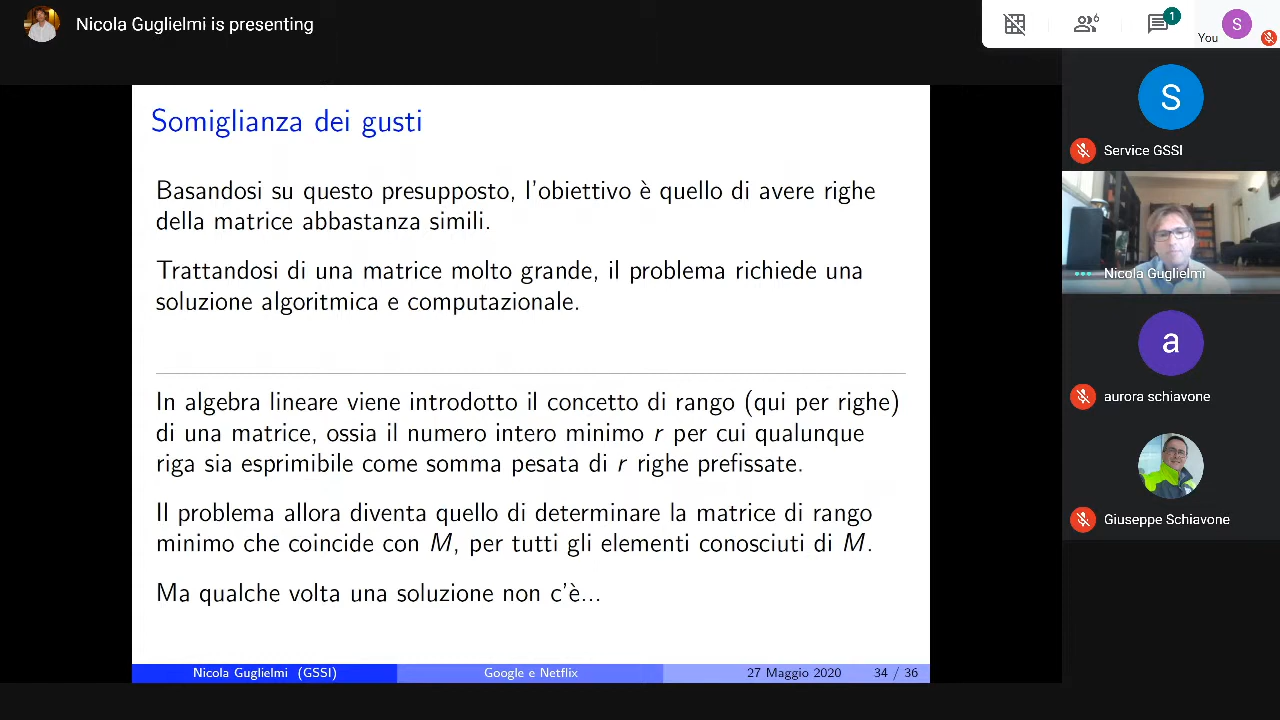 Nicola Guglielmi is presenting
6
1
You
S
Somiglianza dei gusti
Basandosi su questo presupposto, l'obiettivo è quello di avere righe
della matrice abbastanza simili.
Trattandosi di una matrice molto grande, il problema richiede una
soluzione algoritmica e computazionale.
In algebra lineare viene introdotto il concetto di rango (qui per righe)
di una matrice, ossia il numero intero minimo r per cui qualunque
riga sia esprimibile come somma pesata di r righe prefissate.
Il problema allora diventa quello di determinare la matrice di rango
minimo che coincide con M, per tutti gli elementi conosciuti di M.
Ma qualche volta una soluzione non c'è...
Nicola Guglielmi (GSSI) Google e Netflix 27 Maggio 2020 34 / 36
S
Service GSSI
Nicola Guglielmi
a
aurora schiavone
Giuseppe Schiavone